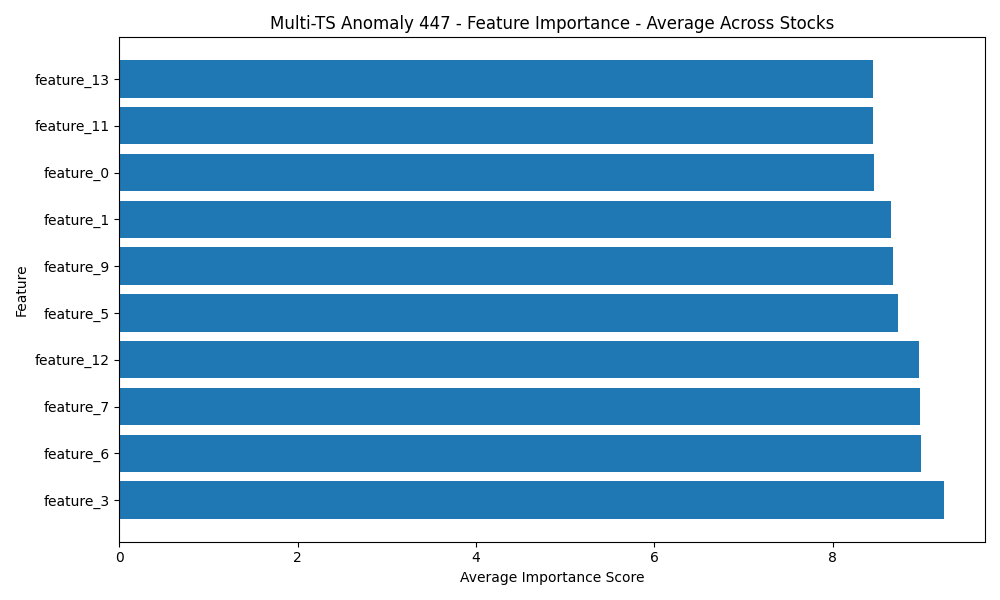 Multi-TS Anomaly 447 - Feature Importance - Average Across Stocks
Feature
feature_13
feature_11
feature_0
feature_1
feature_9
feature_5
feature_12
feature_7
feature_6
feature_3
0 2 4 6 8
Average Importance Score